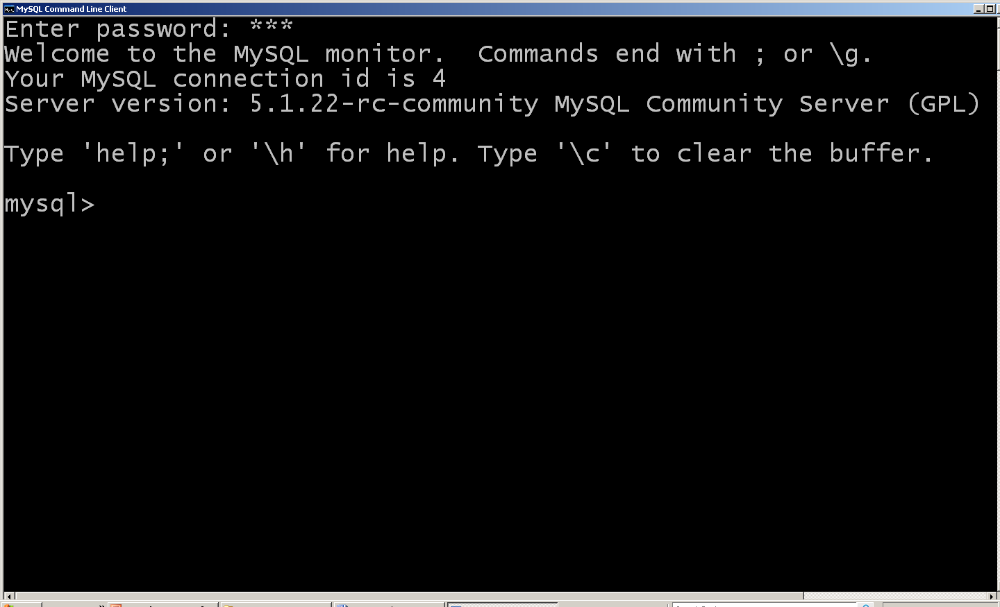 MySQL Command Line Client
Enter password: ***
Welcome to the MySQL monitor.  Commands end with ; or \g.
Your MySQL connection id is 4
Server version: 5.1.22-rc-community MySQL Community Server (GPL)
Type 'help;' or '\h' for help. Type '\c' to clear the buffer.
mysql>